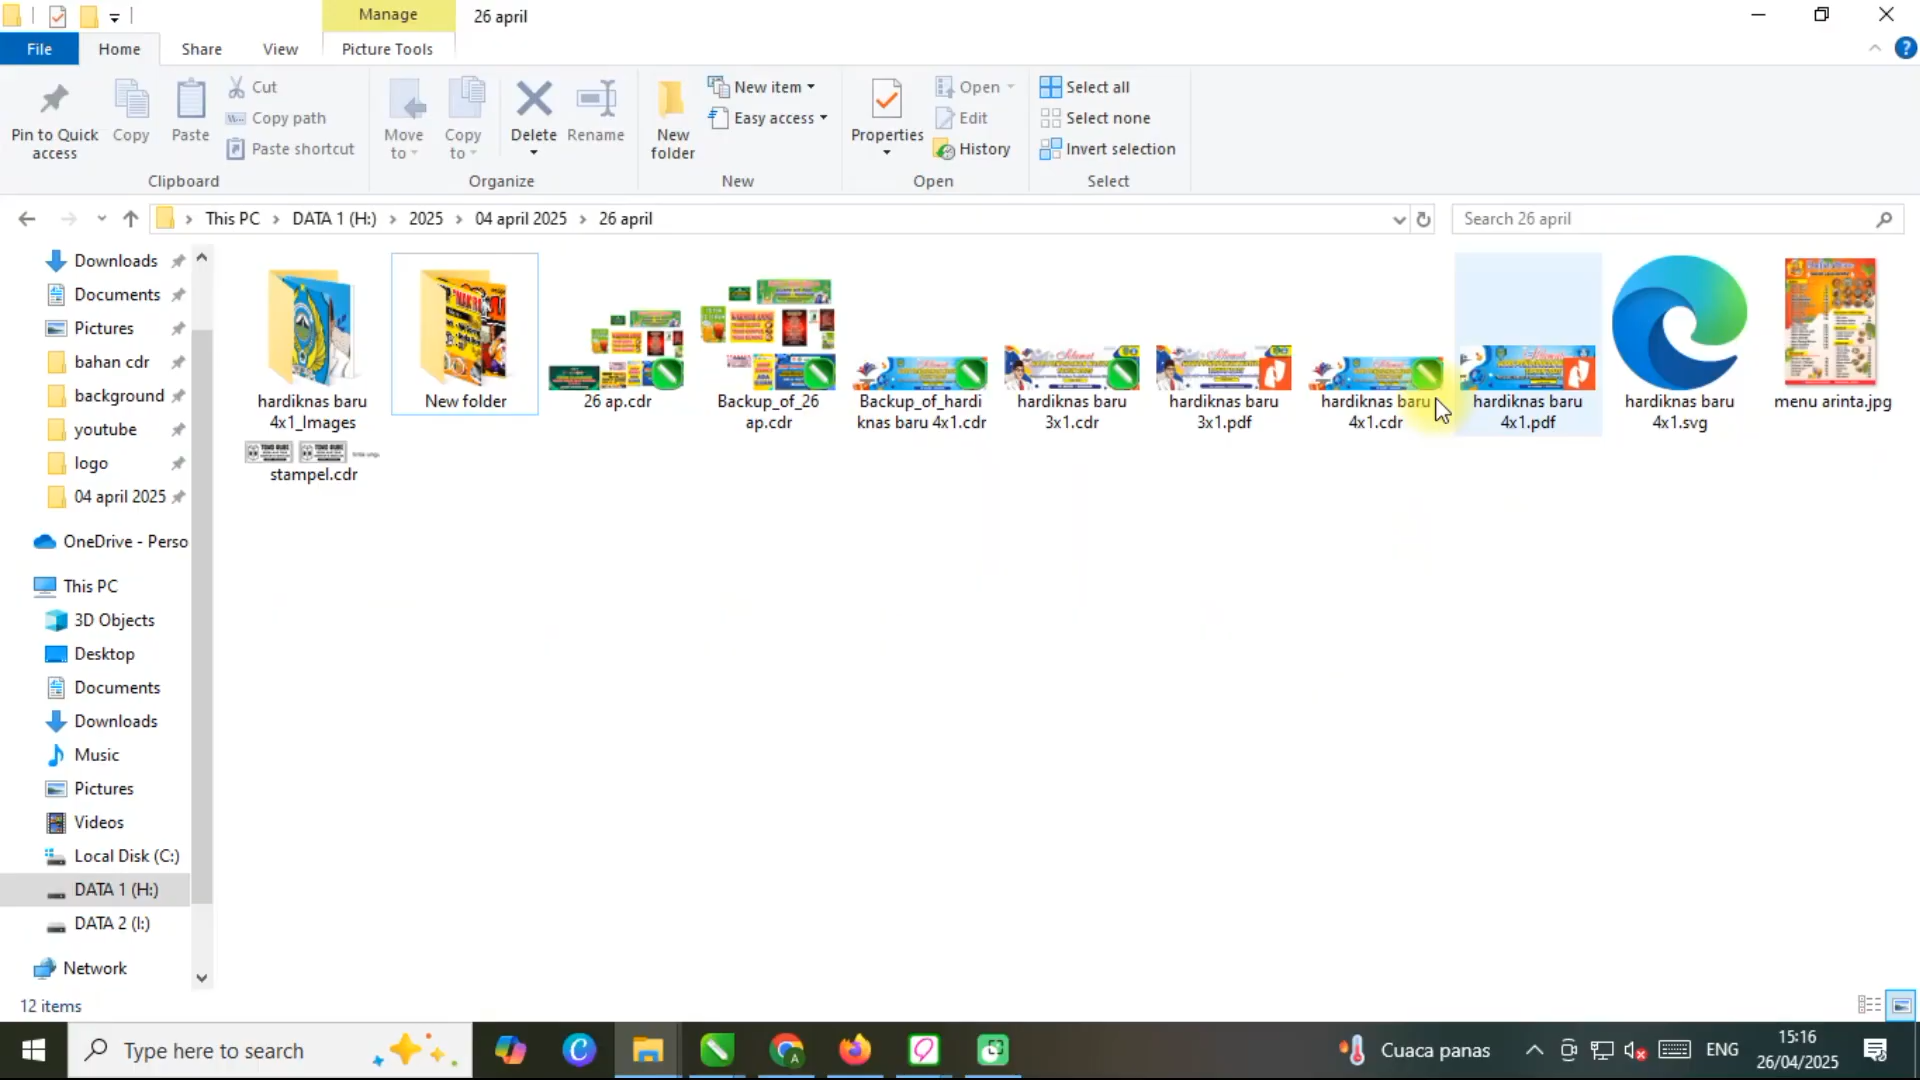 Manage
26 april
File
Home
Share
View
Picture Tools
Pin to Quick access
Copy
Paste
Cut
Copy path
Paste shortcut
Clipboard
Move to
Copy to
Delete
Rename
Organize
New folder
New item
Easy access
New
Properties
Open
Edit
History
Open
Select all
Select none
Invert selection
Select
This PC
DATA 1 (H:)
2025
04 april 2025
26 april
Search 26 april
Downloads
Documents
Pictures
bahan cdr
background
youtube
logo
04 april 2025
OneDrive - Perso
This PC
3D Objects
Desktop
Documents
Downloads
Music
Pictures
Videos
Local Disk (C:)
DATA 1 (H:)
DATA 2 (I:)
Network
hardiknas baru
4x1_Images
New folder
26 ap.cdr
Backup_of_26
ap.cdr
Backup_of_hardi
knas baru 4x1.cdr
hardiknas baru
3x1.cdr
hardiknas baru
3x1.pdf
hardiknas baru
4x1.cdr
hardiknas baru
4x1.pdf
hardiknas baru
4x1.svg
menu arinta.jpg
stampel.cdr
12 items
Type here to search
Cuaca panas
ENG
15:16
26/04/2025